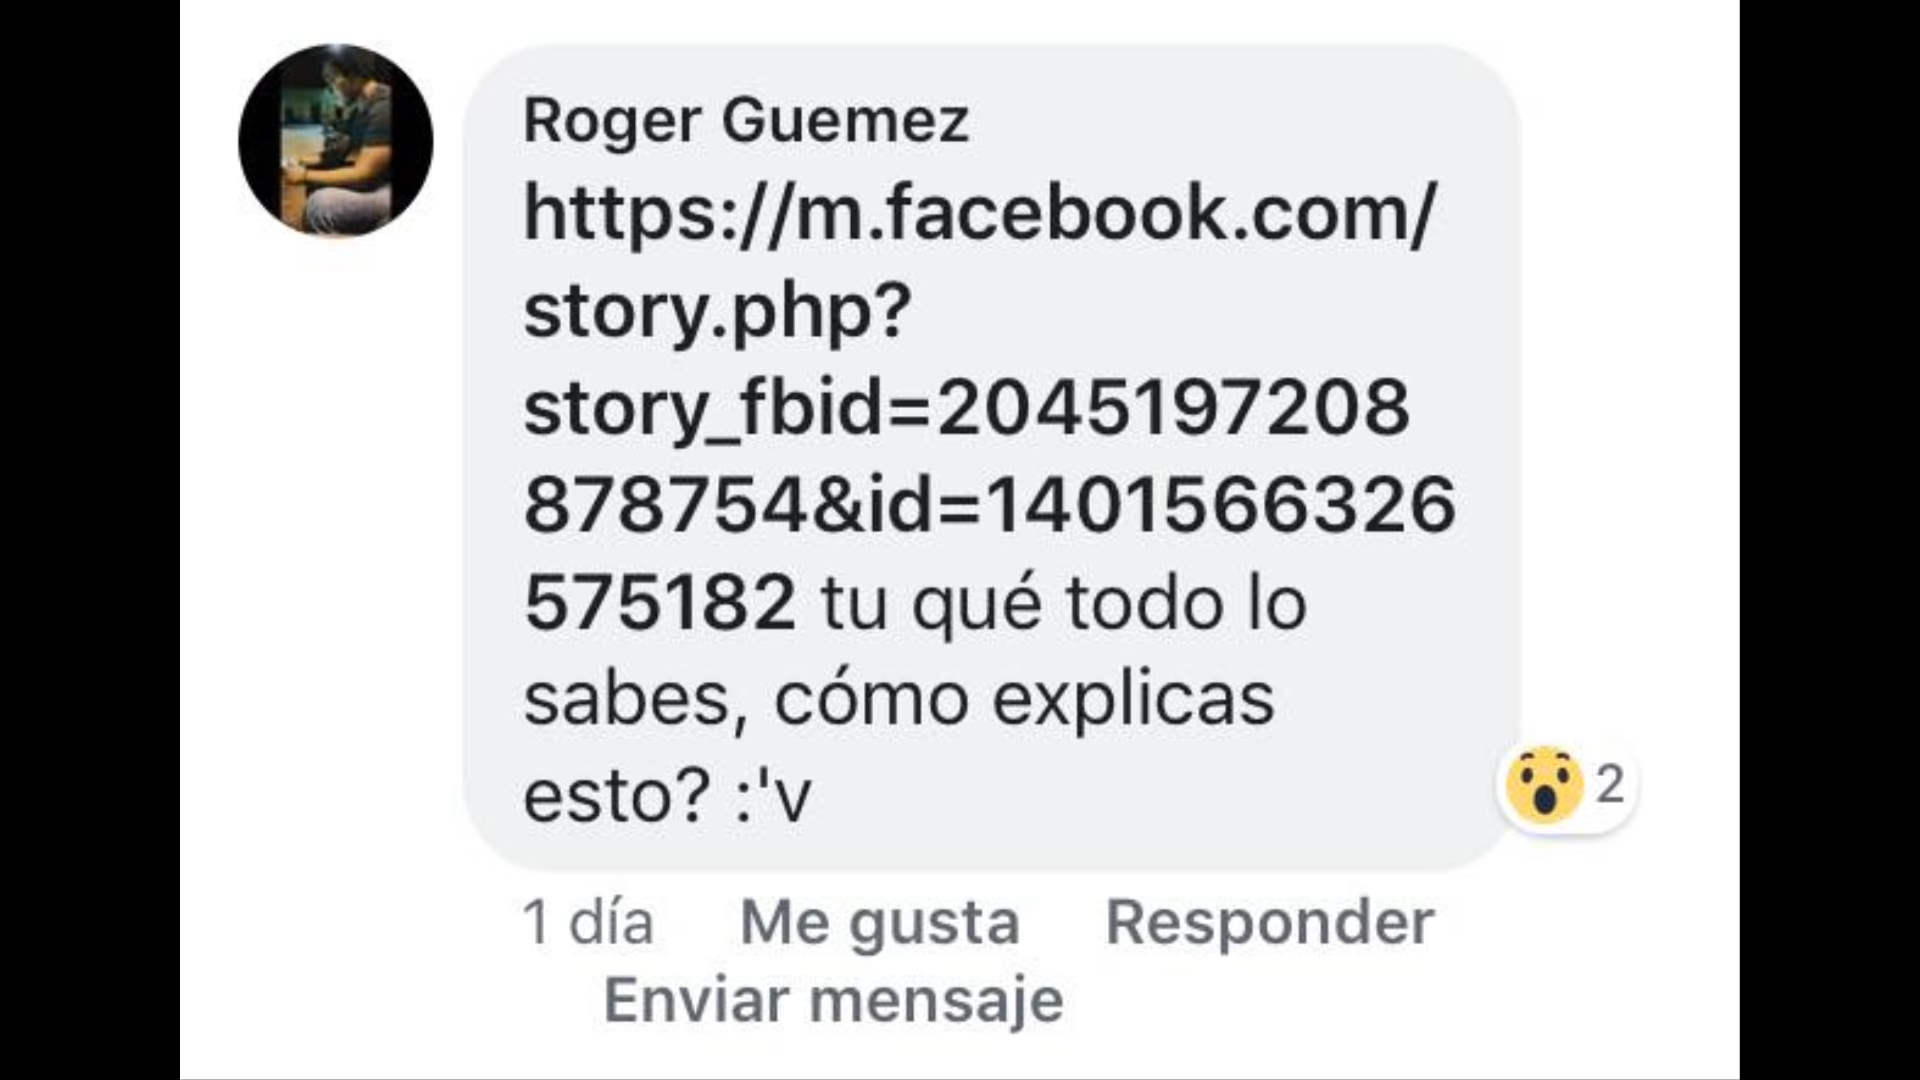 Roger Guemez
https://m.facebook.com/
story.php?
story_fbid=2045197208
878754&id=1401566326
575182 tu qué todo lo
sabes, cómo explicas
esto? :'v
2
1 día Me gusta Responder
Enviar mensaje